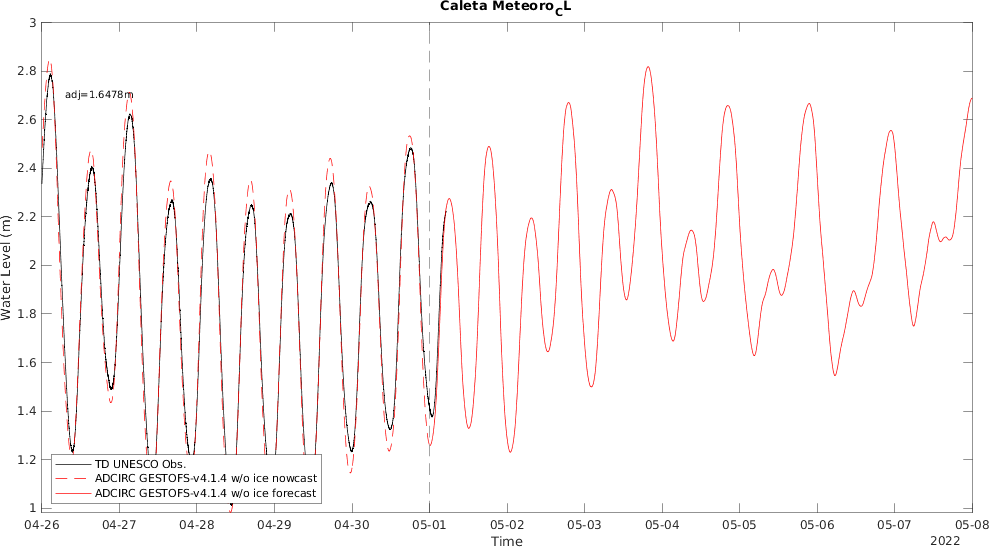 Caleta Meteoro_CL
3
2.8
2.6
2.4
2.2
2
1.8
1.6
1.4
1.2
1
Water Level (m)
adj=1.6478m
TD UNESCO Obs.
ADCIRC GESTOFS-v4.1.4 w/o ice nowcast
ADCIRC GESTOFS-v4.1.4 w/o ice forecast
04-26 04-27 04-28 04-29 04-30 05-01 05-02 05-03 05-04 05-05 05-06 05-07 05-08
Time
2022